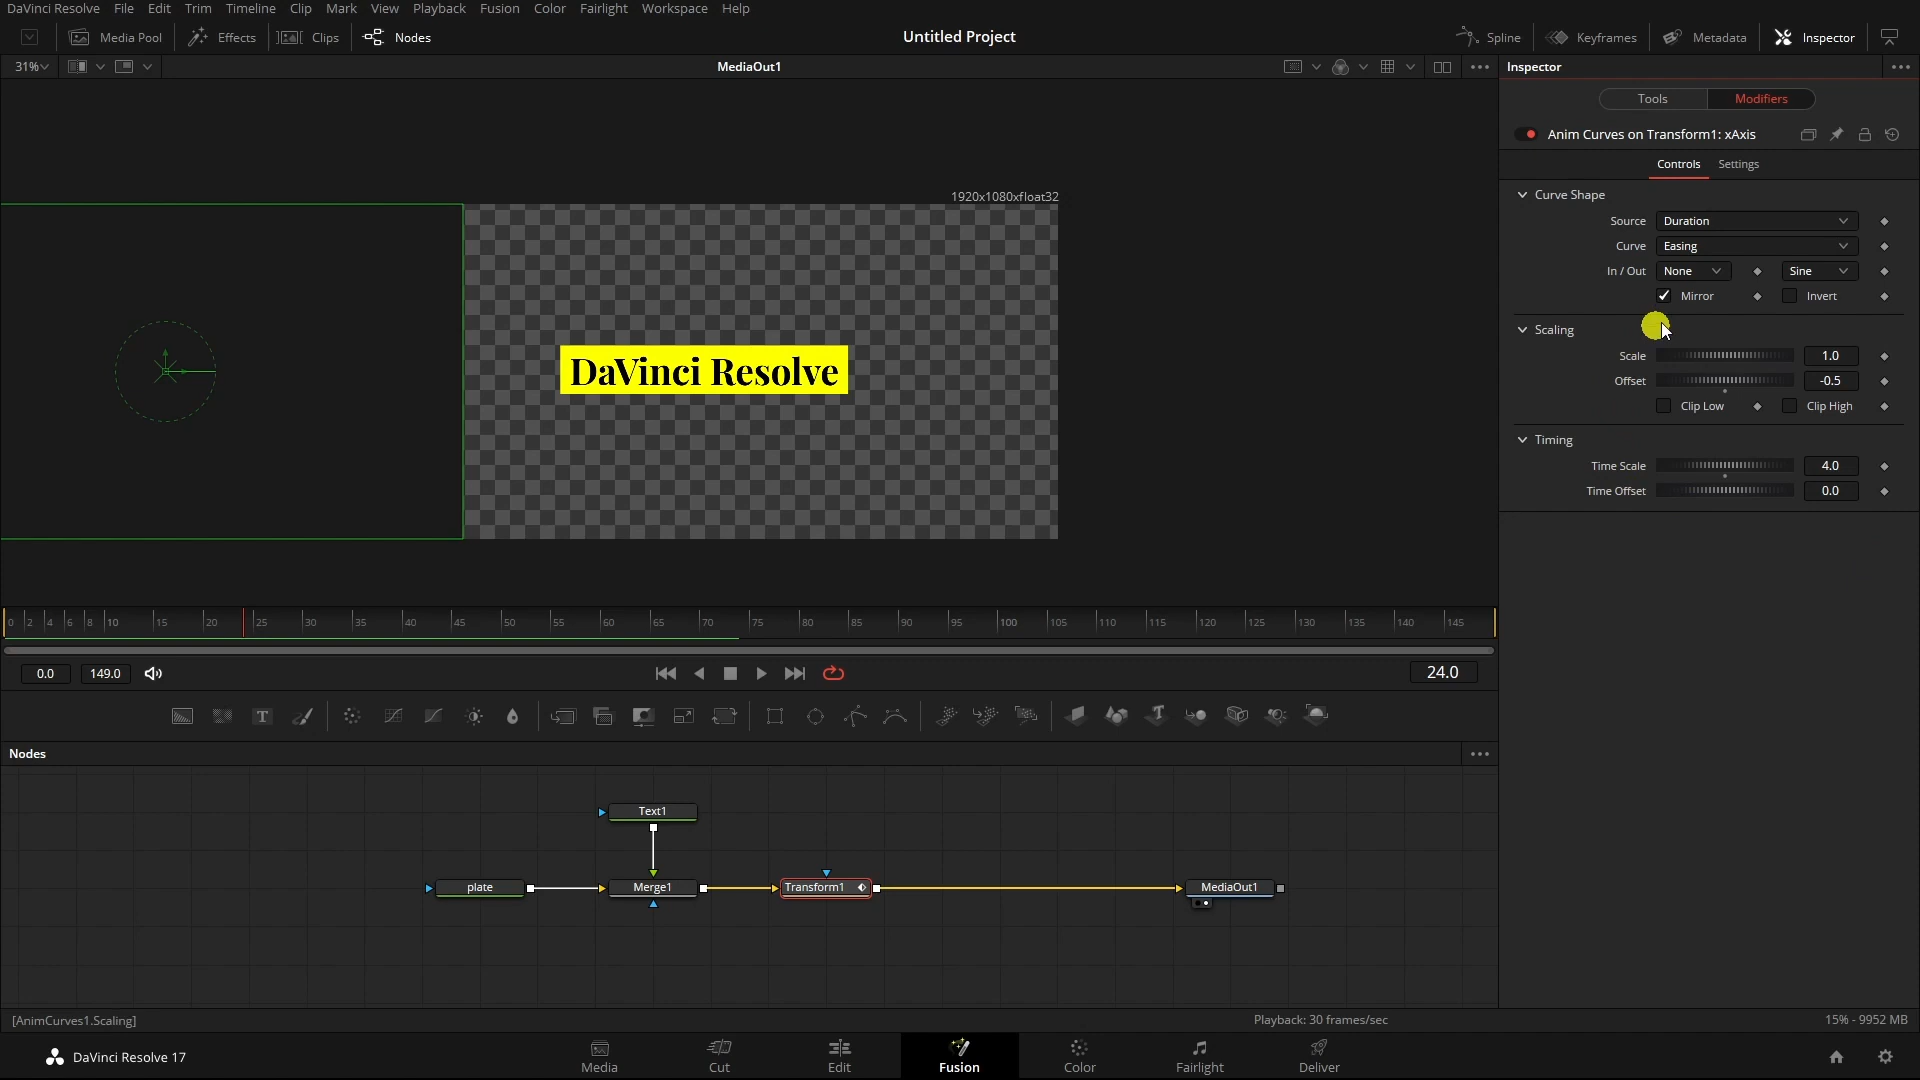 DaVinci Resolve File Edit Trim Timeline Clip Mark View Playback Fusion Color Fairlight Workspace Help
Media Pool Effects Clips Nodes Untitled Project Spline Keyframes Metadata Inspector
31% MediaOut1 Inspector
Tools Modifiers
Anim Curves on Transform1: xAxis
Controls Settings
1920x1080xfloat32
Curve Shape
Source Duration
Curve Easing
In / Out None Sine
Mirror Invert
Scaling
Scale 1.0
Offset -0.5
Clip Low Clip High
DaVinci Resolve
Timing
Time Scale 4.0
Time Offset 0.0
0 2 4 6 8 10 15 20 25 30 35 40 45 50 55 60 65 70 75 80 85 90 95 100 105 110 115 120 125 130 135 140 145
0.0 149.0 24.0
T
Nodes
Text1
plate Merge1 Transform1 MediaOut1
[AnimCurves1.Scaling] Playback: 30 frames/sec 15% - 9952 MB
DaVinci Resolve 17 Media Cut Edit Fusion Color Fairlight Deliver